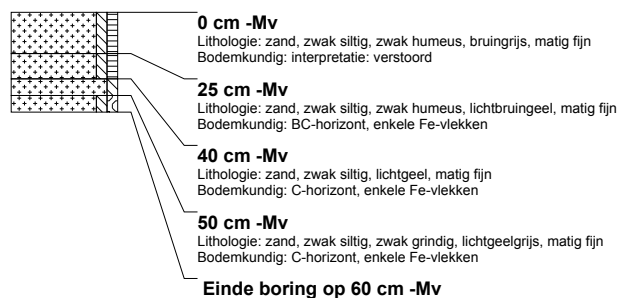 0 cm -Mv
Lithologie: zand, zwak siltig, zwak humeus, bruingrijs, matig fijn
Bodemkundig: interpretatie: verstoord
25 cm -Mv
Lithologie: zand, zwak siltig, zwak humeus, lichtbruingeel, matig fijn
Bodemkundig: BC-horizont, enkele Fe-vlekken
40 cm -Mv
Lithologie: zand, zwak siltig, lichtgeel, matig fijn
Bodemkundig: C-horizont, enkele Fe-vlekken
50 cm -Mv
Lithologie: zand, zwak siltig, zwak grindig, lichtgeelgrijs, matig fijn
Bodemkundig: C-horizont, enkele Fe-vlekken
Einde boring op 60 cm -Mv